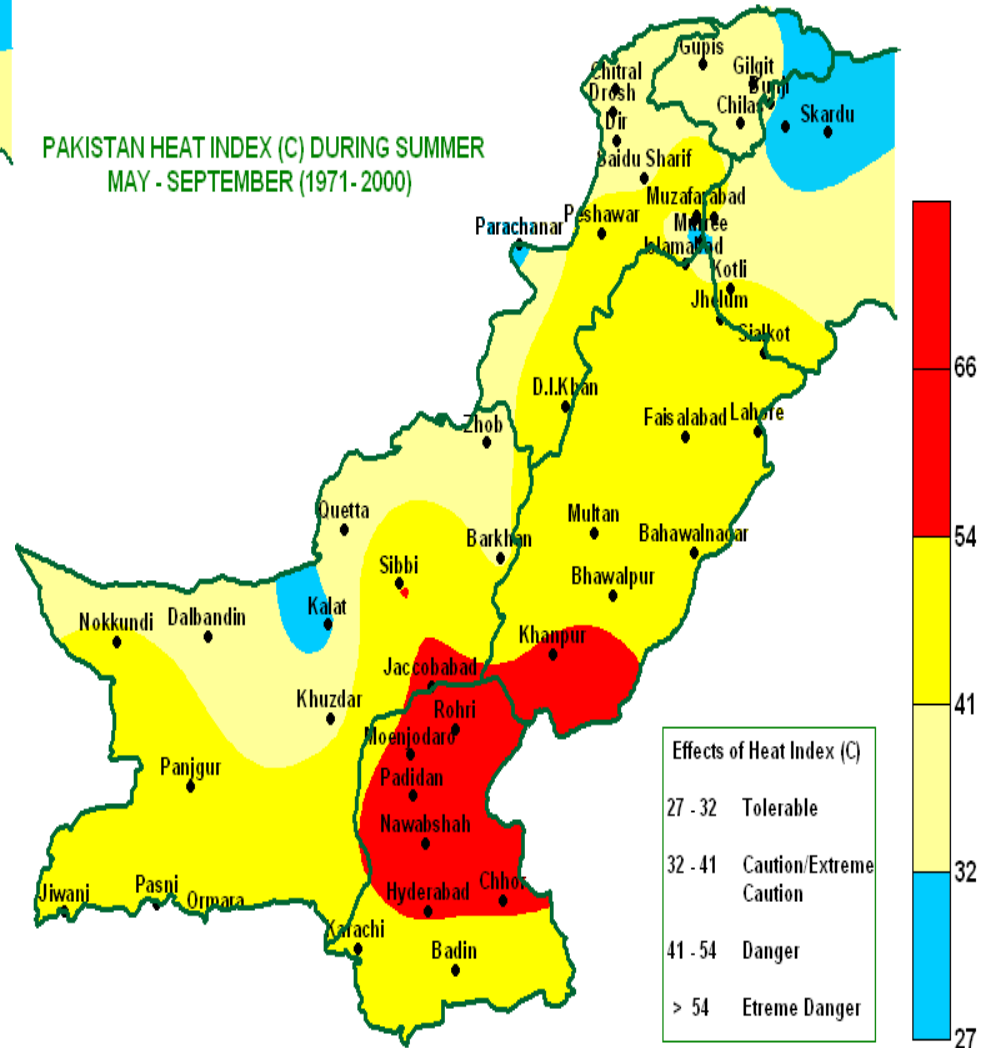 PAKISTAN HEAT INDEX (C) DURING SUMMER
MAY - SEPTEMBER (1971- 2000)
Gupis
Chitral
Gilgit
Drosh
Bunji
Chilas
Skardu
Dir
Saidu Sharif
Muzafarabad
Parachanar
Peshawar
Murree
Islamabad
Kotli
Jhelum
Sialkot
D.I.Khan
Zhob
Faisalabad
Lahore
Quetta
Multan
Barkhan
Bahawalnagar
Sibbi
Bhawalpur
Kalat
Nokkundi
Dalbandin
Khanpur
Jaccobabad
Khuzdar
Rohri
Moenjodaro
Panjgur
Padidan
Nawabshah
Jiwani
Pasni
Ormara
Hyderabad
Chhor
Karachi
Badin
Effects of Heat Index (C)
27 - 32 Tolerable
32 - 41 Caution/Extreme
Caution
41 - 54 Danger
> 54 Etreme Danger
66
54
41
32
27